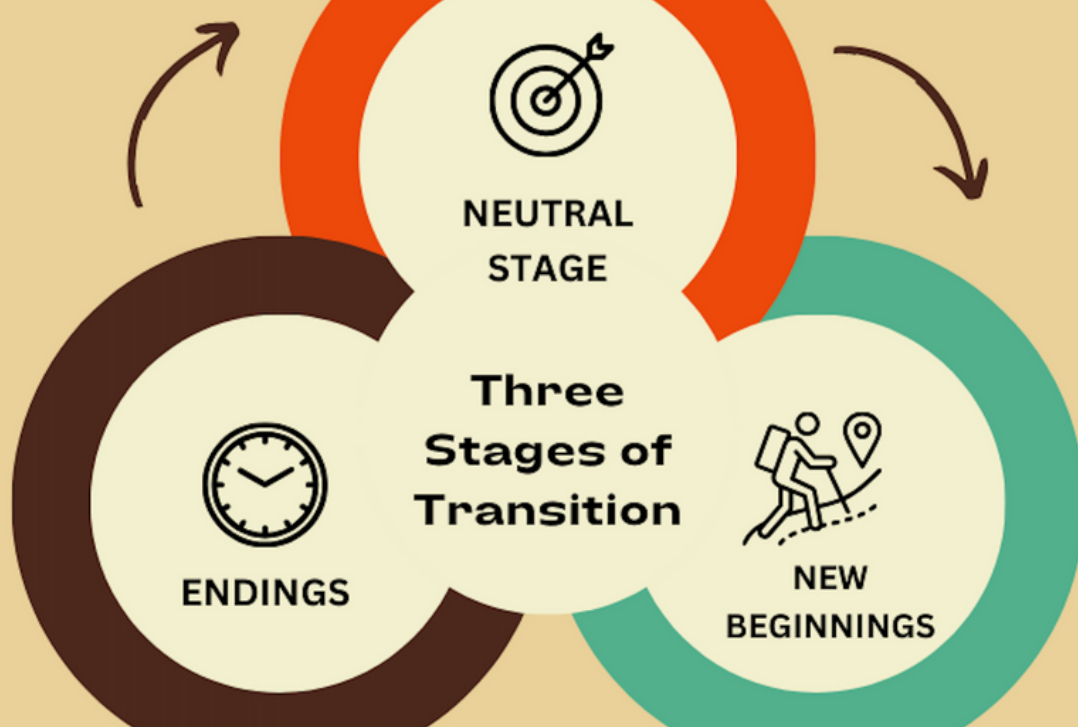 NEUTRAL
STAGE
Three
Stages of
Transition
ENDINGS
NEW
BEGINNINGS